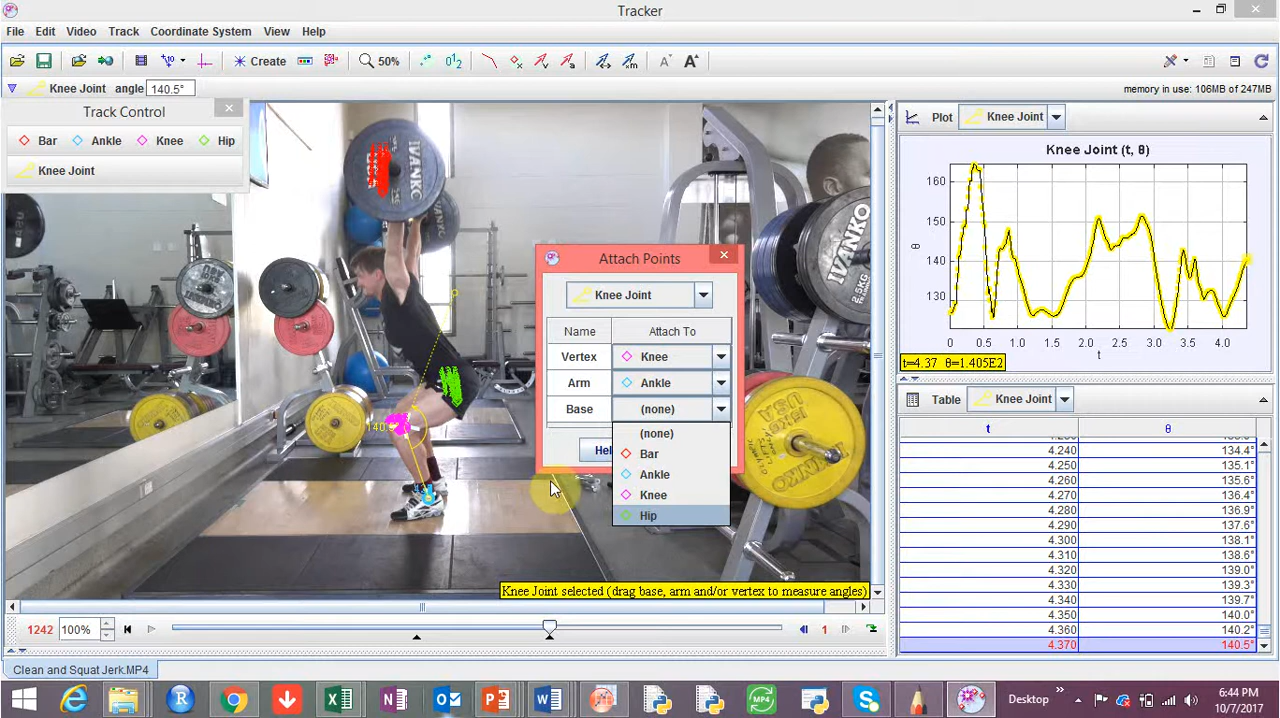 Tracker
File Edit Video Track Coordinate System View Help
Create 50%
Knee Joint angle 140.5° memory in use: 106MB of 247MB
Track Control
Bar Ankle Knee Hip
Knee Joint
IVANKO
IVANKO
2.5KG
USA
OLYMPIC
140.5
Attach Points
Knee Joint
Name Attach To
Vertex Knee
Arm Ankle
Base (none)
Hel
(none)
Bar
Ankle
Knee
Hip
Knee Joint selected (drag base, arm and/or vertex to measure angles)
1242 100% 1
Clean and Squat Jerk.MP4
Plot Knee Joint
Knee Joint (t, θ)
160
150
θ
140
130
0 0.5 1.0 1.5 2.0 2.5 3.0 3.5 4.0
t
t=4.37 θ=1.405E2
Table Knee Joint
t θ
4.240 134.4°
4.250 135.1°
4.260 135.6°
4.270 136.4°
4.280 136.9°
4.290 137.6°
4.300 138.1°
4.310 138.6°
4.320 139.0°
4.330 139.3°
4.340 139.7°
4.350 140.0°
4.360 140.2°
4.370 140.5°
Desktop
6:44 PM
10/7/2017